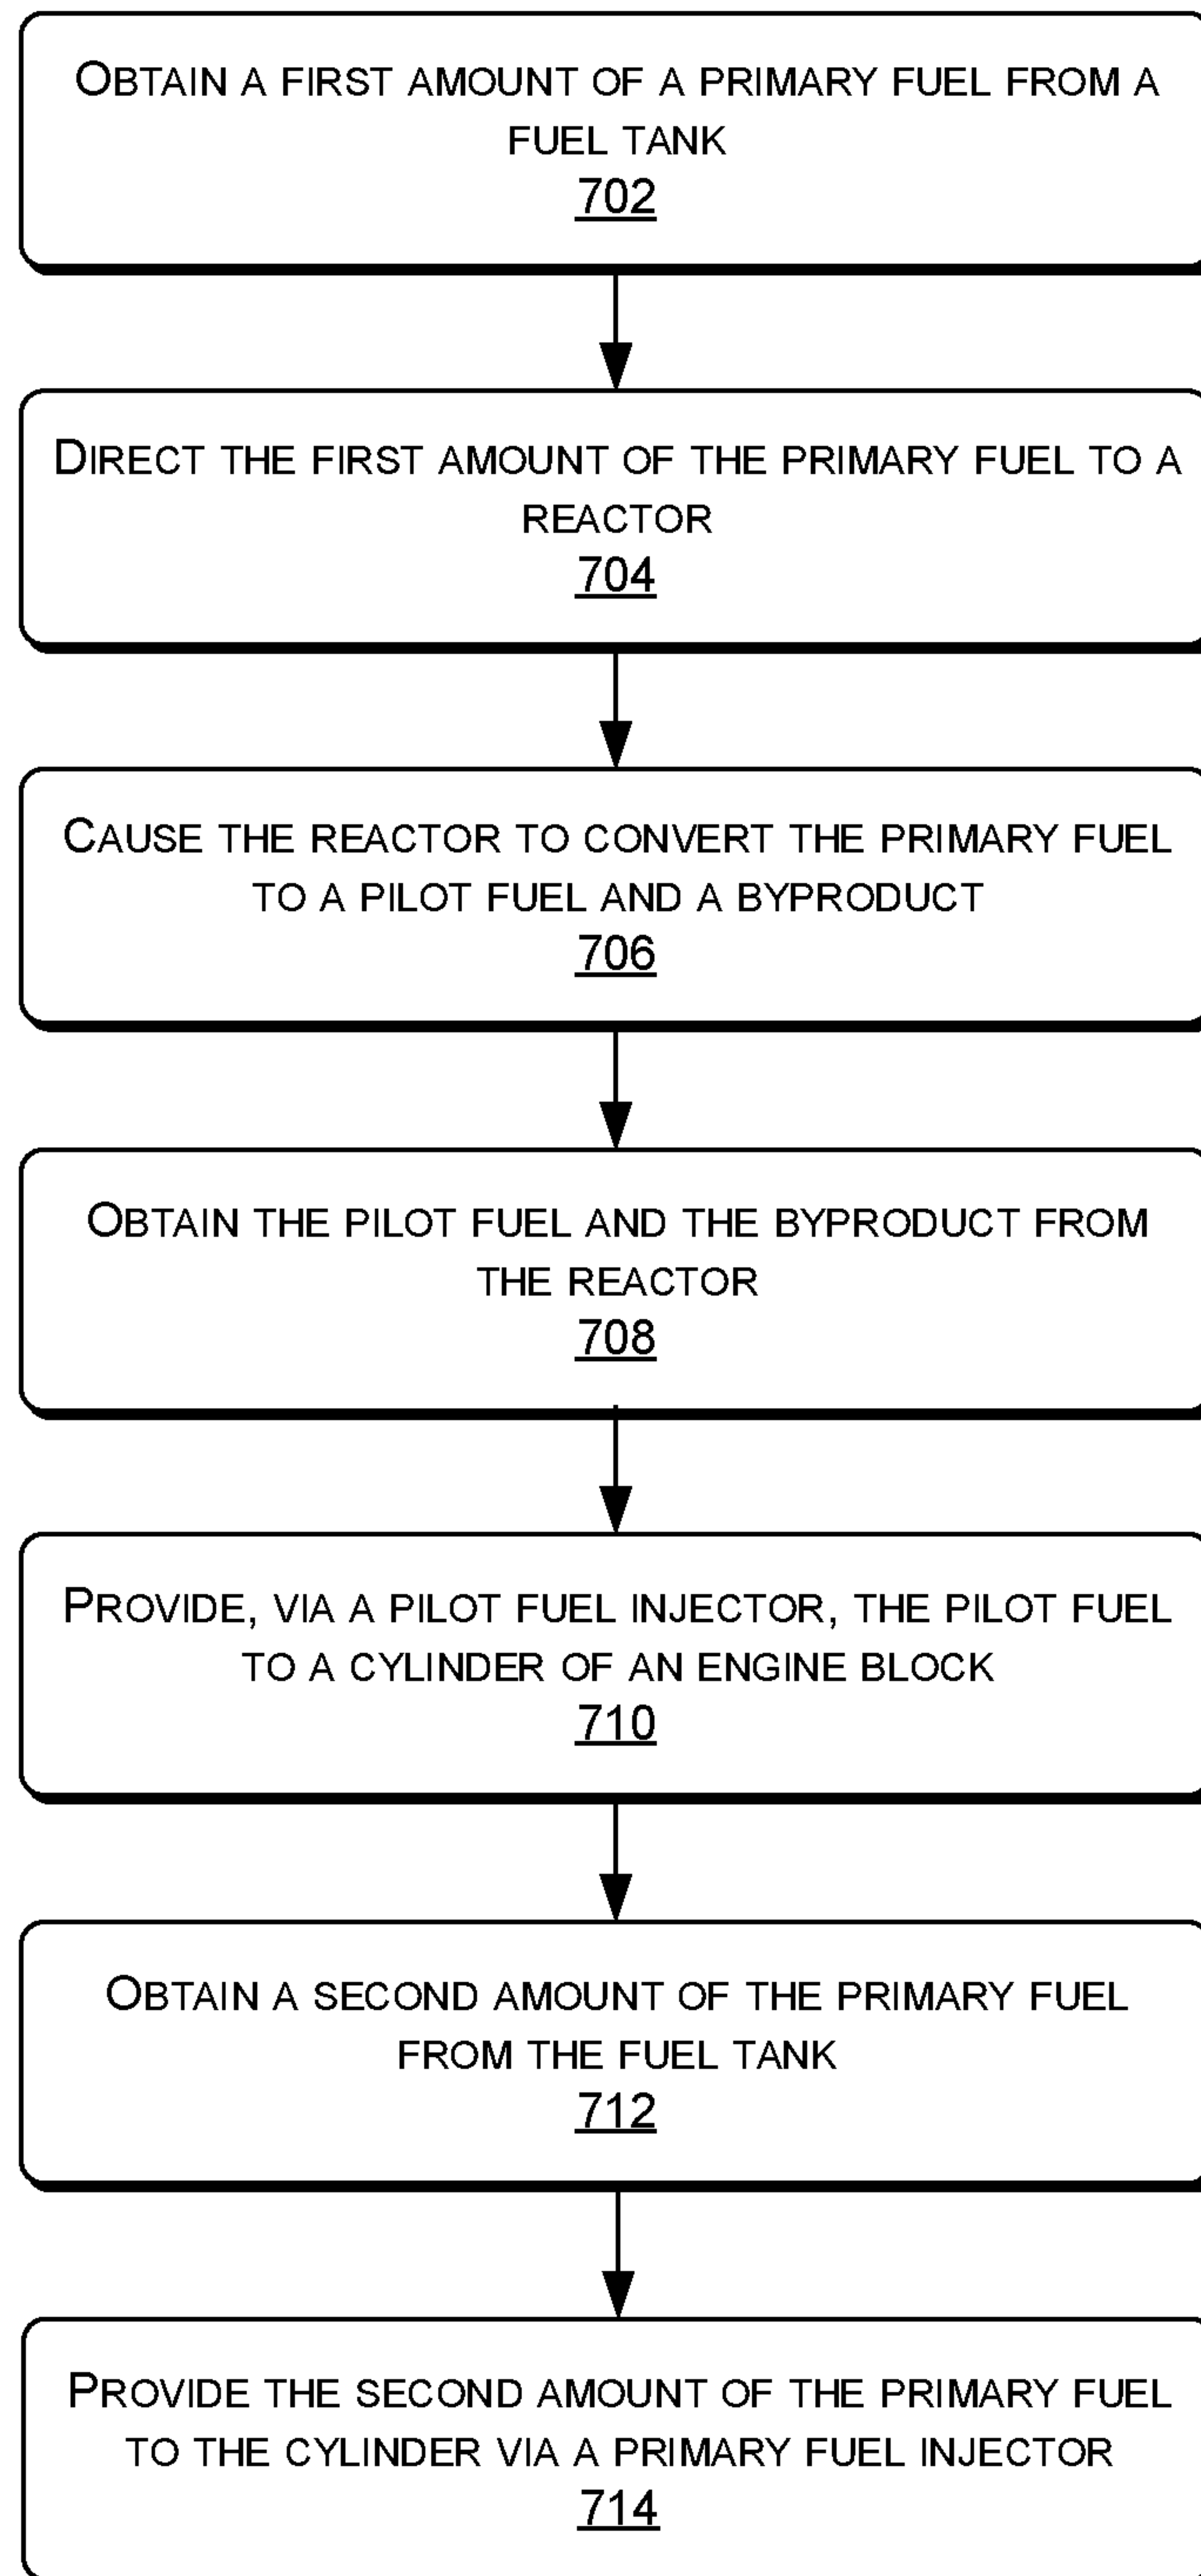 OBTAIN A FIRST AMOUNT OF A PRIMARY FUEL FROM A
FUEL TANK
702
DIRECT THE FIRST AMOUNT OF THE PRIMARY FUEL TO A
REACTOR
704
CAUSE THE REACTOR TO CONVERT THE PRIMARY FUEL
TO A PILOT FUEL AND A BYPRODUCT
706
OBTAIN THE PILOT FUEL AND THE BYPRODUCT FROM
THE REACTOR
708
PROVIDE, VIA A PILOT FUEL INJECTOR, THE PILOT FUEL
TO A CYLINDER OF AN ENGINE BLOCK
710
OBTAIN A SECOND AMOUNT OF THE PRIMARY FUEL
FROM THE FUEL TANK
712
PROVIDE THE SECOND AMOUNT OF THE PRIMARY FUEL
TO THE CYLINDER VIA A PRIMARY FUEL INJECTOR
714